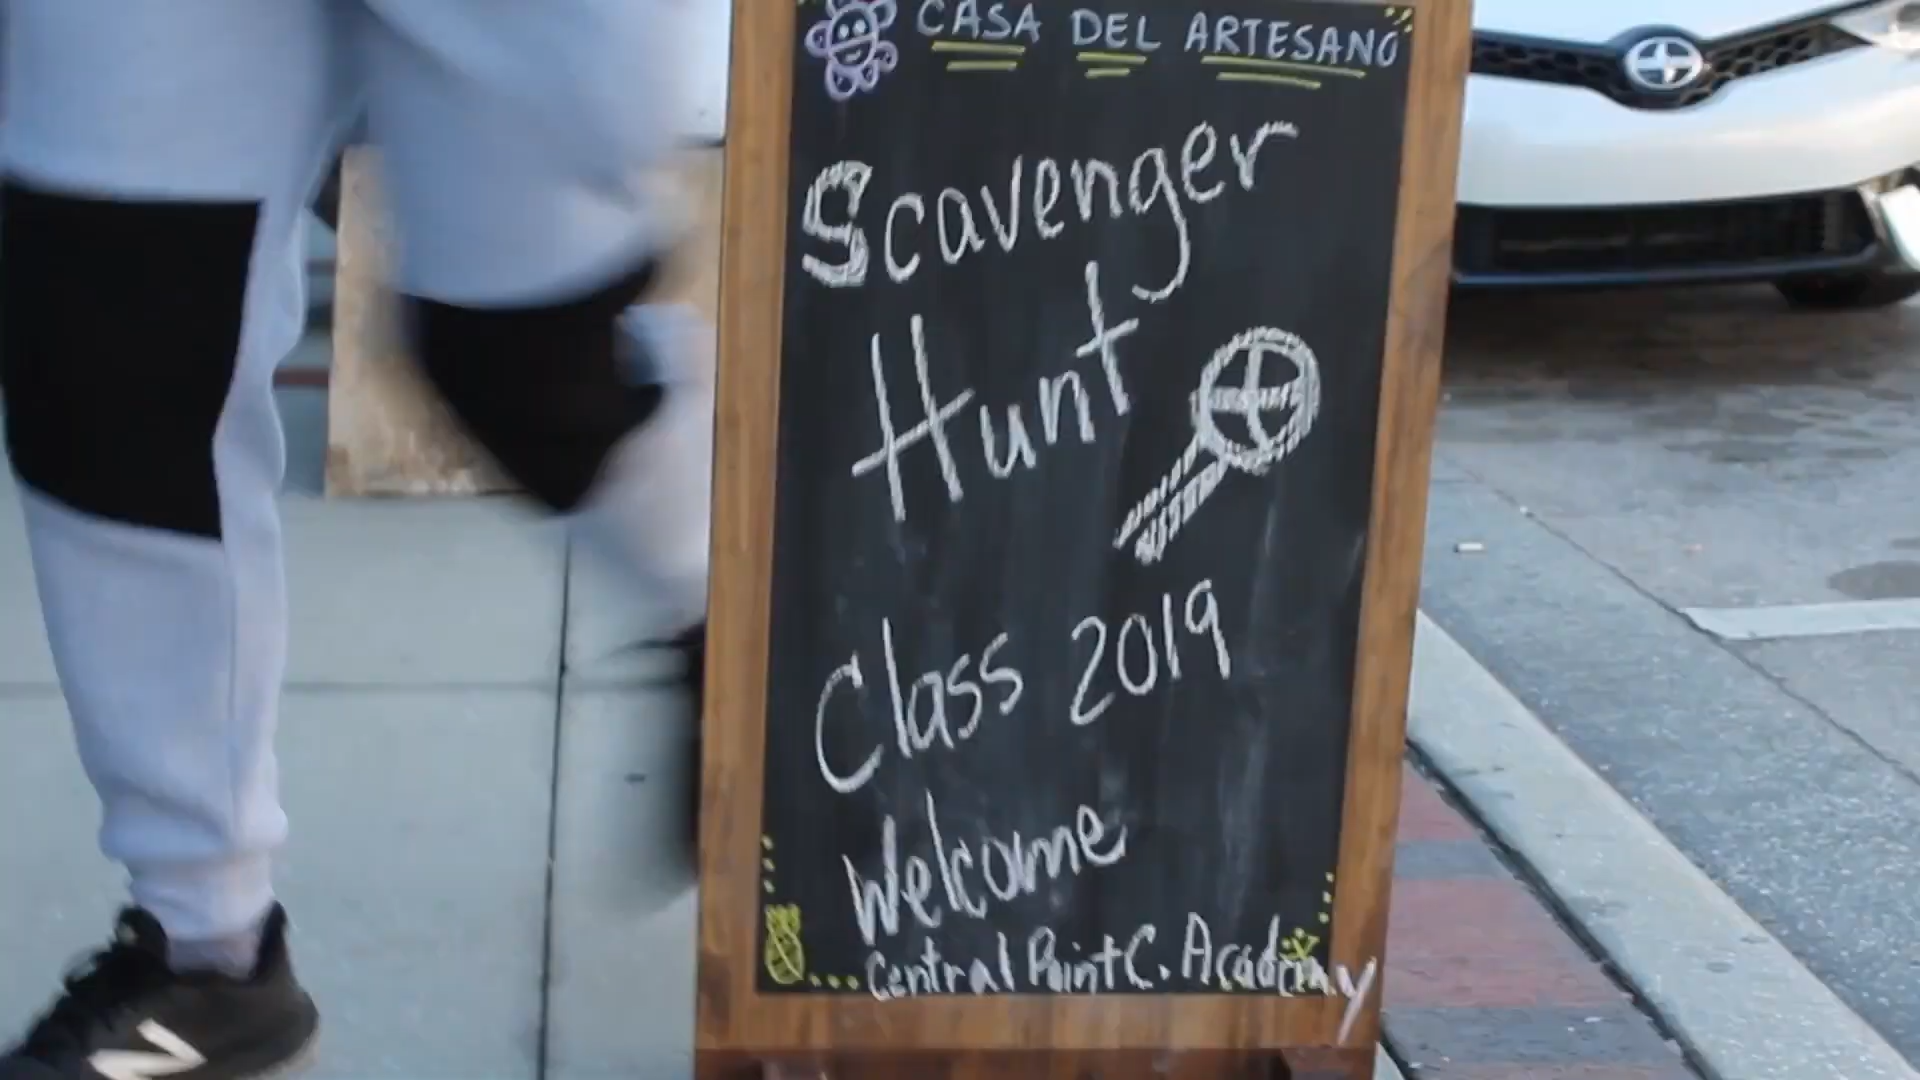 CASA DEL ARTESANO
Scavenger
Hunt
Class 2019
Welcome
Central Point C. Academy